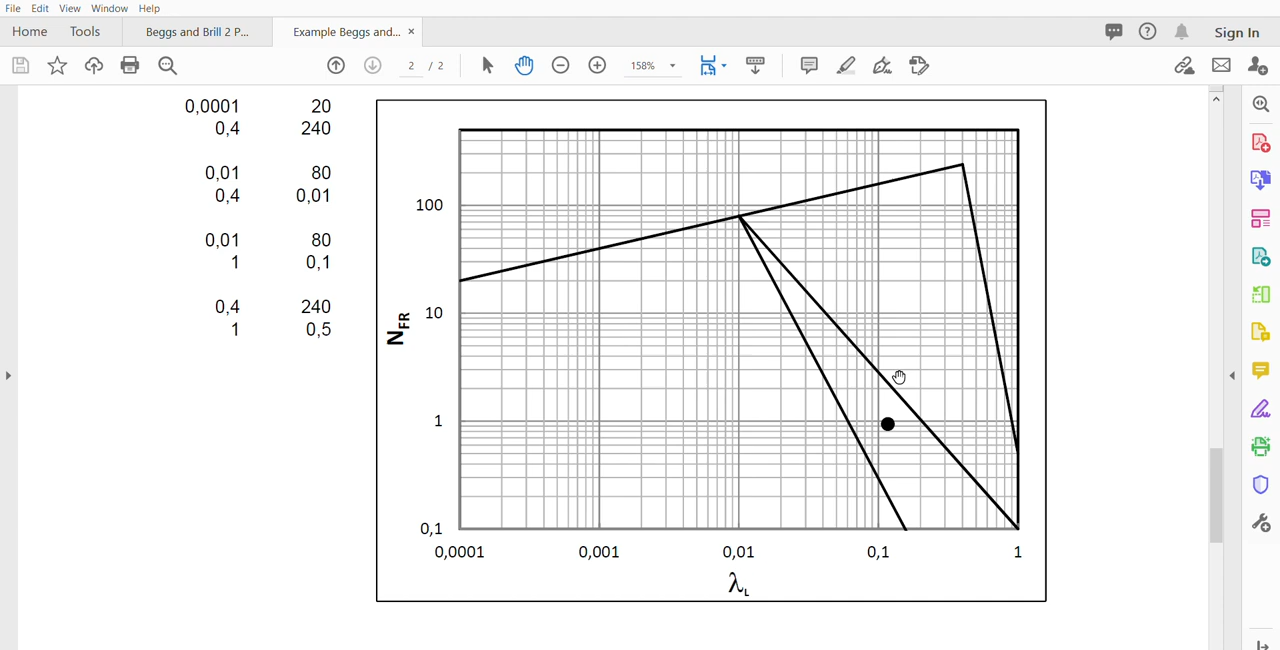 File Edit View Window Help
Home Tools Beggs and Brill 2 P... Example Beggs and... × Sign In
2 / 2 158%
0,0001 20
0,4 240
0,01 80
0,4 0,01
0,01 80
1 0,1
0,4 240
1 0,5
100
10
1
0,1
N_FR
0,0001 0,001 0,01 0,1 1
λ_L